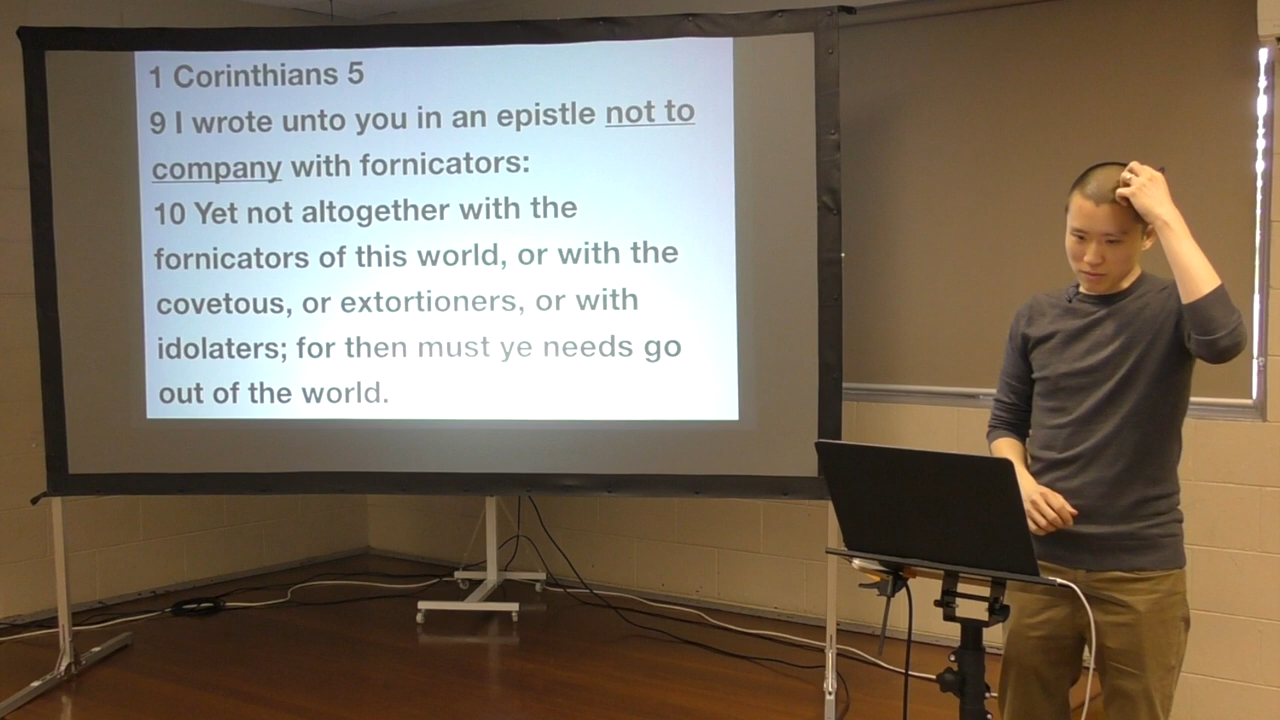 1 Corinthians 5
9 I wrote unto you in an epistle not to
company with fornicators:
10 Yet not altogether with the
fornicators of this world, or with the
covetous, or extortioners, or with
idolaters; for then must ye needs go
out of the world.